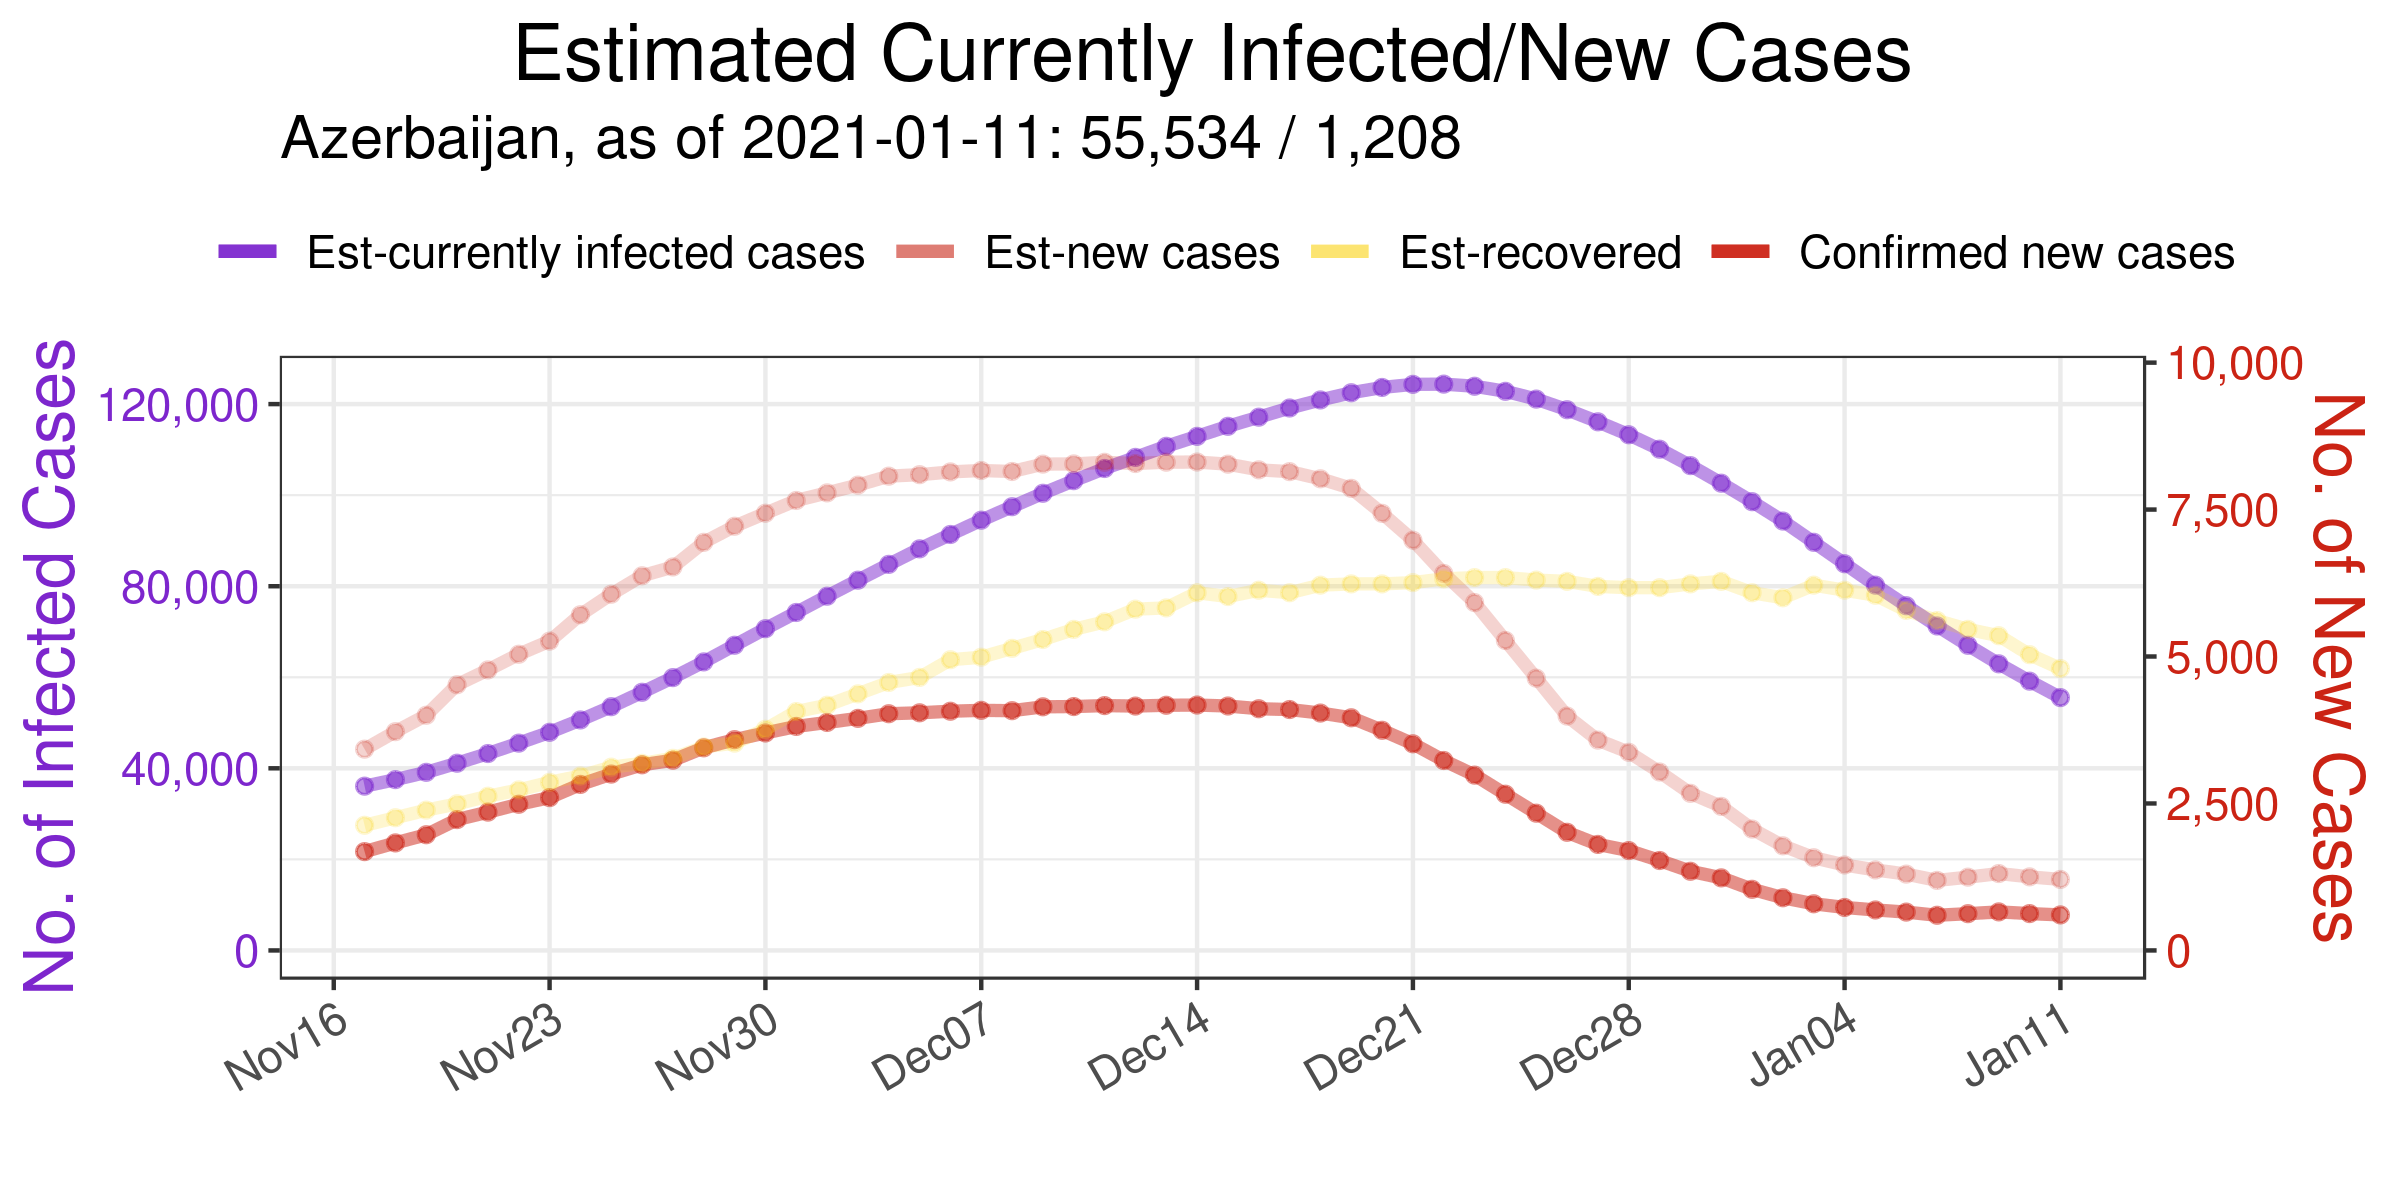 Estimated Currently Infected/New Cases
Azerbaijan, as of 2021-01-11: 55,534 / 1,208
Est-currently infected cases Est-new cases Est-recovered Confirmed new cases
No. of Infected Cases
120,000
80,000
40,000
0
10,000
7,500
5,000
2,500
0
No. of New Cases
Nov16 Nov23 Nov30 Dec07 Dec14 Dec21 Dec28 Jan04 Jan11